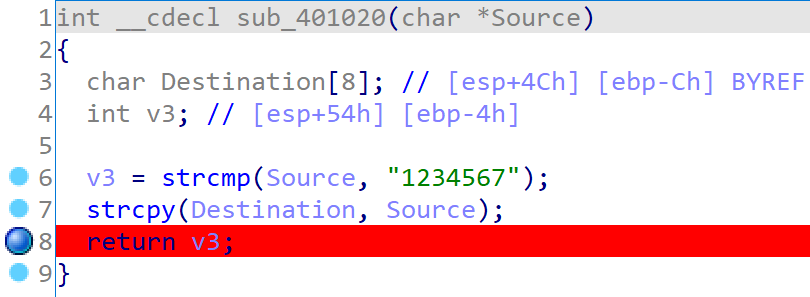 1 int __cdecl sub_401020(char *Source)
2 {
3   char Destination[8]; // [esp+4Ch] [ebp-Ch] BYREF
4   int v3; // [esp+54h] [ebp-4h]
5
6   v3 = strcmp(Source, "1234567");
7   strcpy(Destination, Source);
8   return v3;
9 }